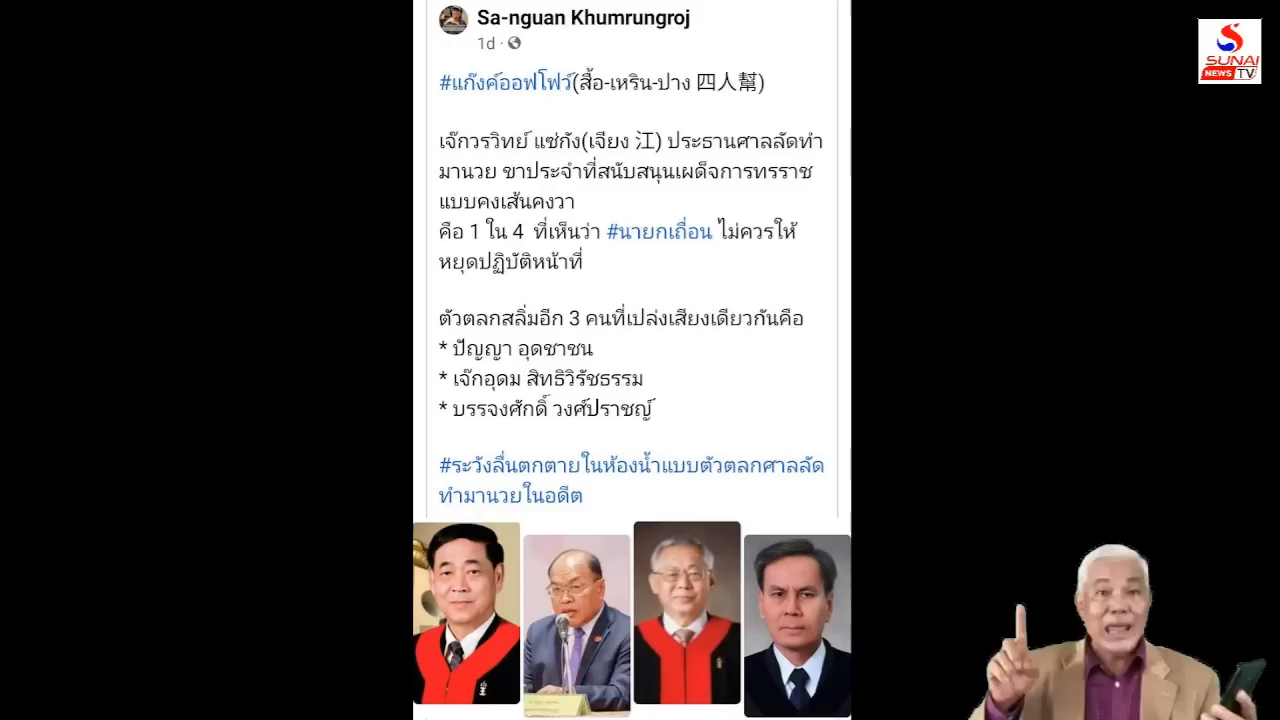 Sa-nguan Khumrungroj
1d
#แก๊งค์ออฟโฟว์(สื้อ-เหริน-ปาง 四人幫)
เจ๊กวรวิทย์ แซ่กัง(เจียง 江) ประธานศาลลัดทำ
มานวย ขาประจำที่สนับสนุนเผด็จการทรราช
แบบคงเส้นคงวา
คือ 1 ใน 4 ที่เห็นว่า #นายกเถื่อน ไม่ควรให้
หยุดปฏิบัติหน้าที่
ตัวตลกสลิ่มอีก 3 คนที่เปล่งเสียงเดียวกันคือ
* ปัญญา อุดชาชน
* เจ๊กอุดม สิทธิวิรัชธรรม
* บรรจงศักดิ์ วงศ์ปราชญ์
#ระวังลื่นตกตายในห้องน้ำแบบตัวตลกศาลลัด
ทำมานวยในอดีต
SUNAI
NEWS TV